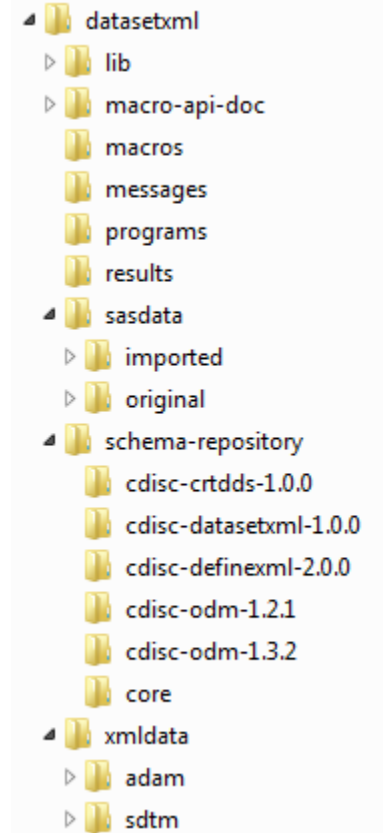 datasetxml
lib
macro-api-doc
macros
messages
programs
results
sasdata
imported
original
schema-repository
cdisc-crtdds-1.0.0
cdisc-datasetxml-1.0.0
cdisc-definexml-2.0.0
cdisc-odm-1.2.1
cdisc-odm-1.3.2
core
xmldata
adam
sdtm